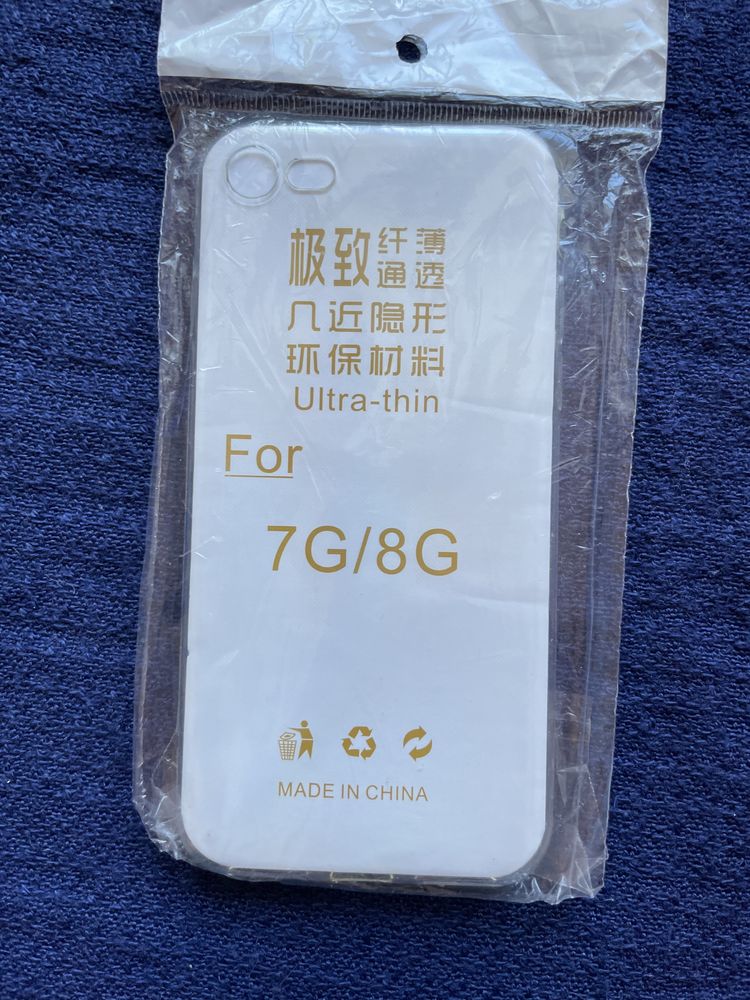 极致纤薄通透
几近隐形
环保材料
Ultra-thin
For
7G/8G
MADE IN CHINA